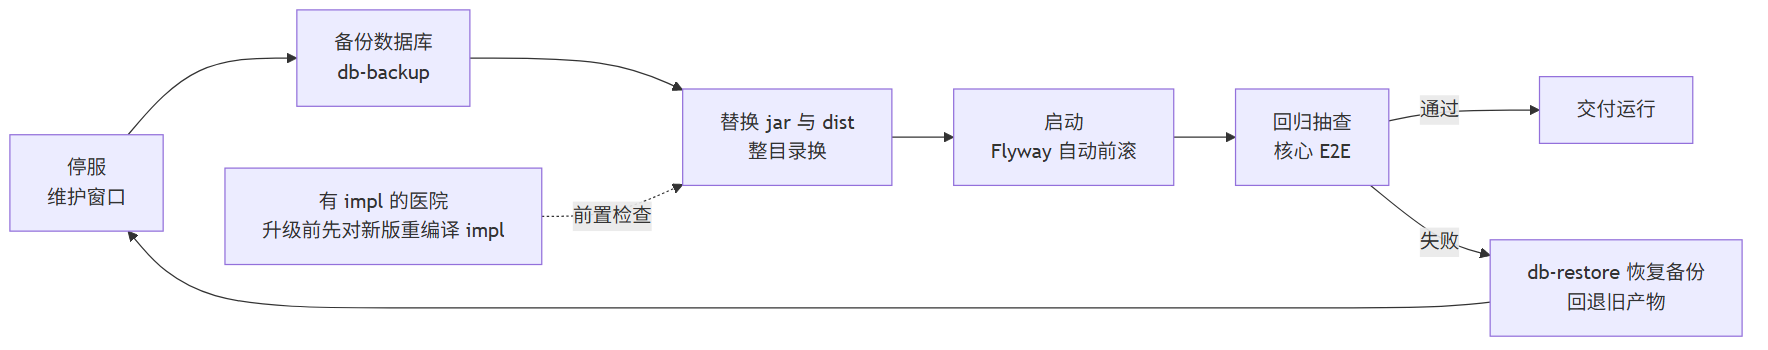 停服
维护窗口
备份数据库
db-backup
有 impl 的医院
升级前先对新版重编译 impl
前置检查
替换 jar 与 dist
整目录换
启动
Flyway 自动前滚
回归抽查
核心 E2E
通过
交付运行
失败
db-restore 恢复备份
回退旧产物